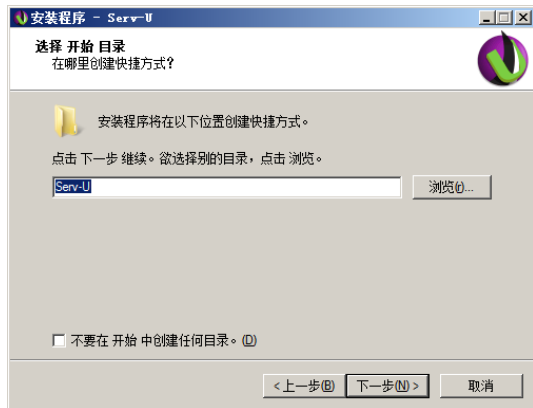 安装程序 - Serv-U
选择 开始 目录
在哪里创建快捷方式?
安装程序将在以下位置创建快捷方式。
点击 下一步 继续。欲选择别的目录，点击 浏览。
Serv-U
浏览(r)...
不要在 开始 中创建任何目录。(D)
<上一步(B) 下一步(N)> 取消